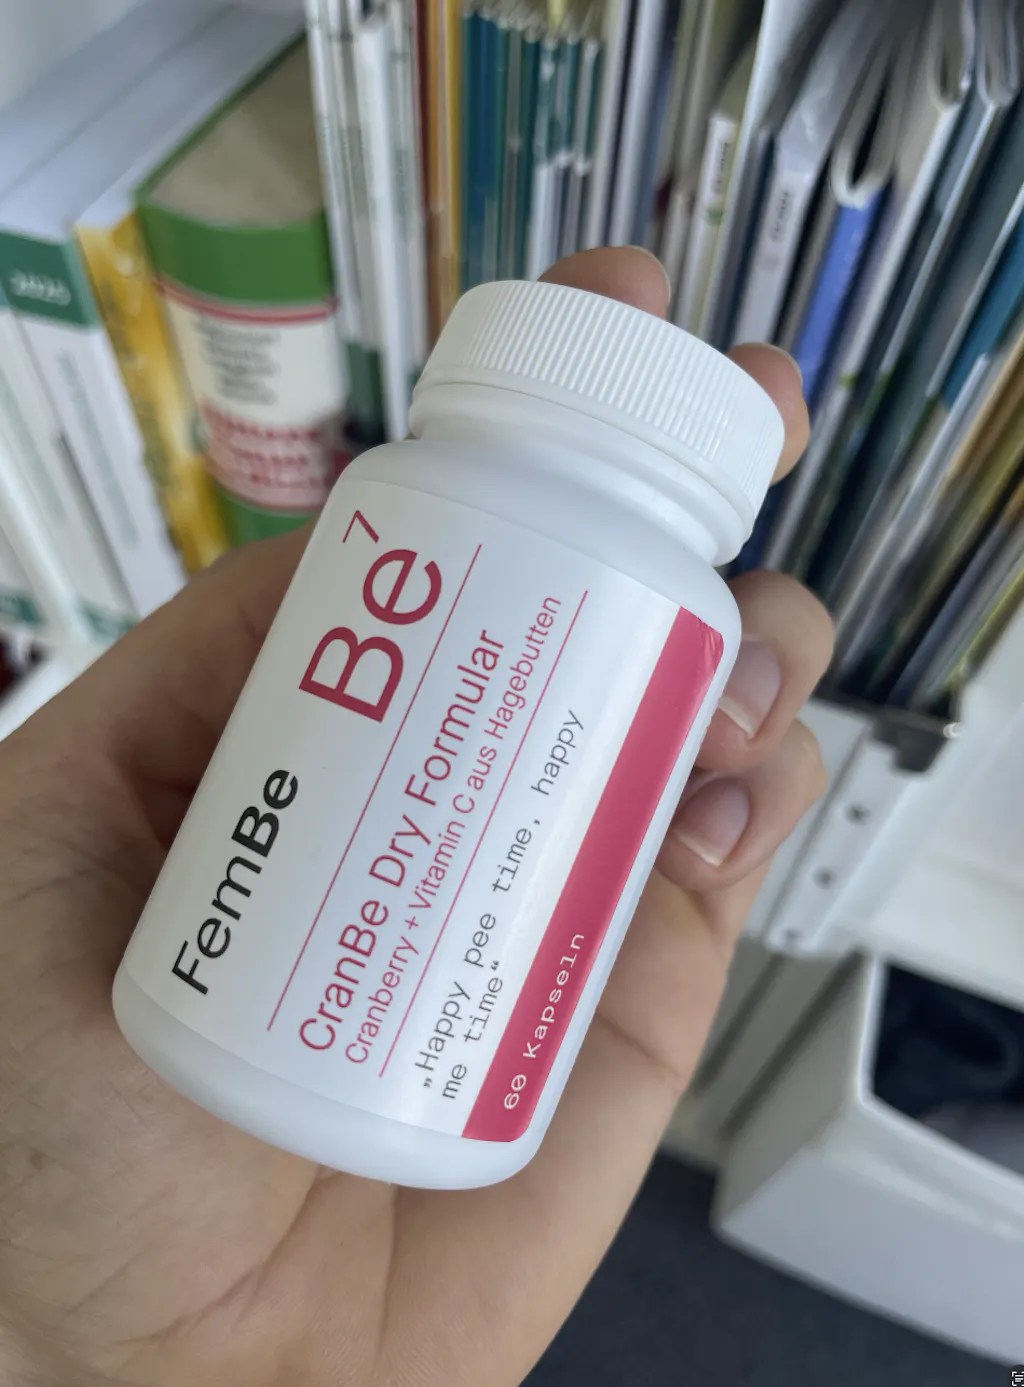 FemBe
Be⁷
CranBe Dry Formular
Cranberry + Vitamin C aus Hagebutten
„Happy pee time, happy
me time“
60 Kapseln